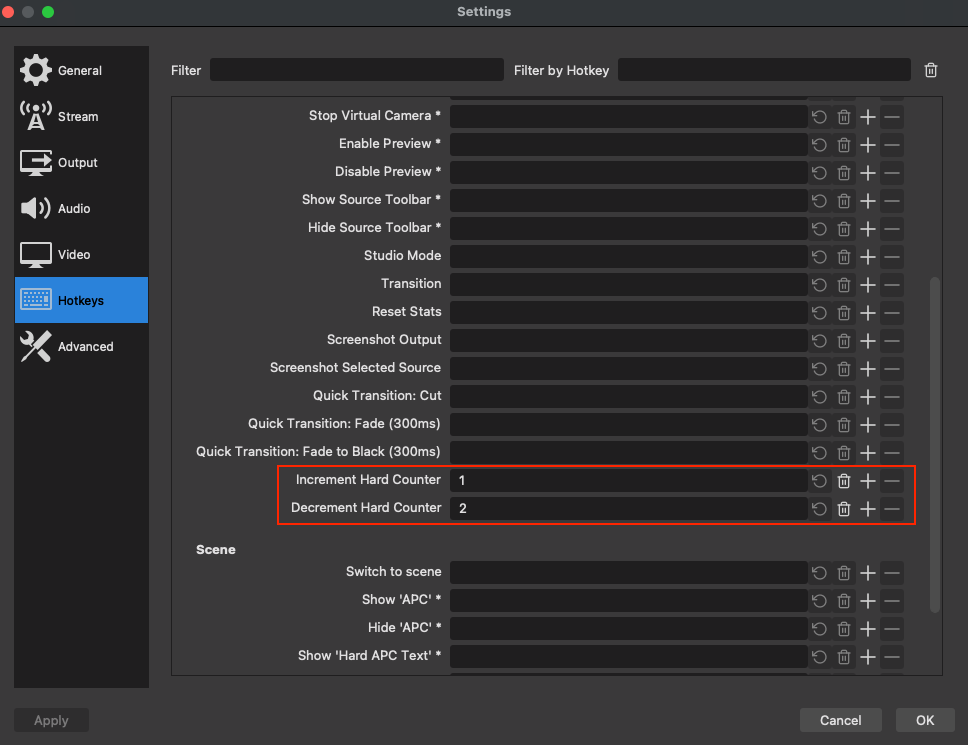 Settings
General
Stream
Output
Audio
Video
Hotkeys
Advanced
Filter Filter by Hotkey
Stop Virtual Camera *
Enable Preview *
Disable Preview *
Show Source Toolbar *
Hide Source Toolbar *
Studio Mode
Transition
Reset Stats
Screenshot Output
Screenshot Selected Source
Quick Transition: Cut
Quick Transition: Fade (300ms)
Quick Transition: Fade to Black (300ms)
Increment Hard Counter 1
Decrement Hard Counter 2
Scene
Switch to scene
Show 'APC' *
Hide 'APC' *
Show 'Hard APC Text' *
Apply Cancel OK